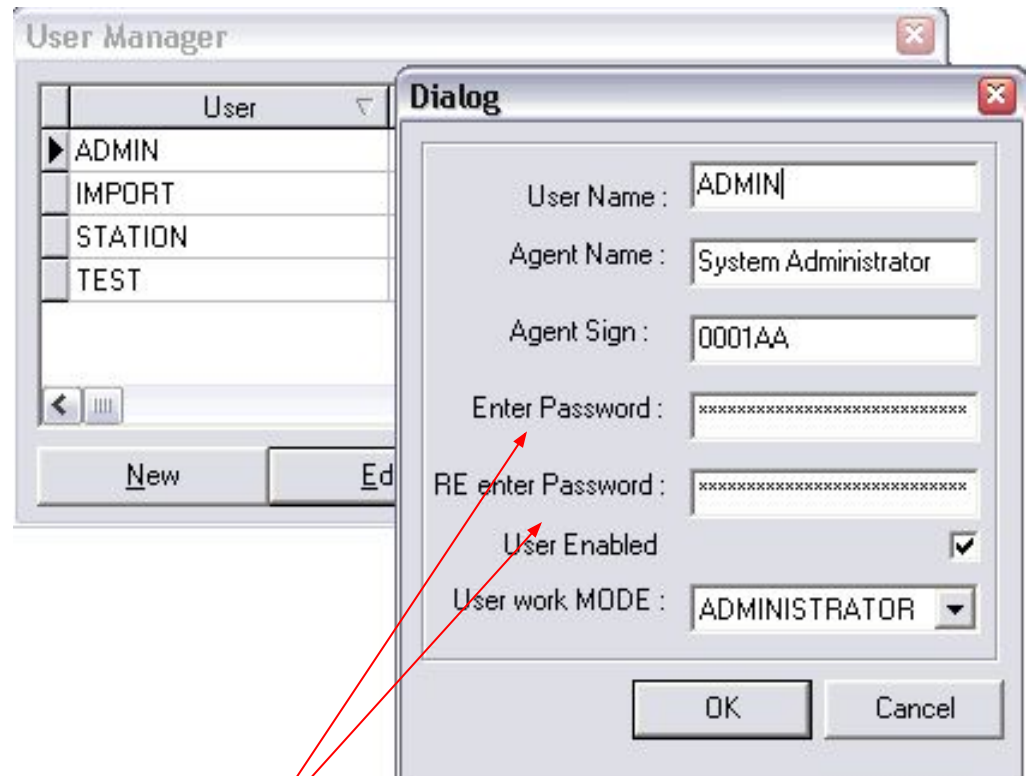 User Manager
User
ADMIN
IMPORT
STATION
TEST
New
Ed
Dialog
User Name : ADMIN
Agent Name : System Administrator
Agent Sign : 0001AA
Enter Password : ****************************
RE enter Password : ****************************
User Enabled
User work MODE : ADMINISTRATOR
OK Cancel